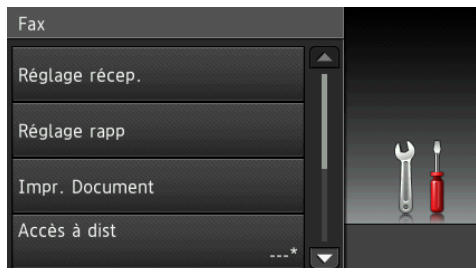 Fax
Réglage récep.
Réglage rapp
Impr. Document
Accès à dist
---*